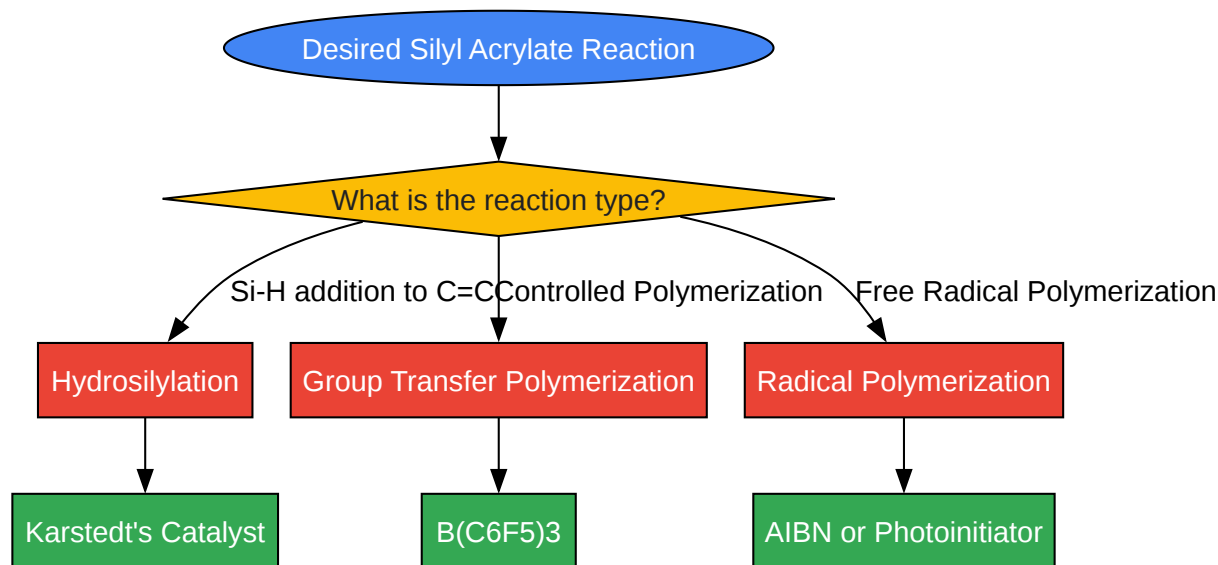 Desired Silyl Acrylate Reaction
What is the reaction type?
Si-H addition to C=C
Controlled Polymerization
Free Radical Polymerization
Hydrosilylation
Group Transfer Polymerization
Radical Polymerization
Karstedt's Catalyst
B(C6F5)3
AIBN or Photoinitiator